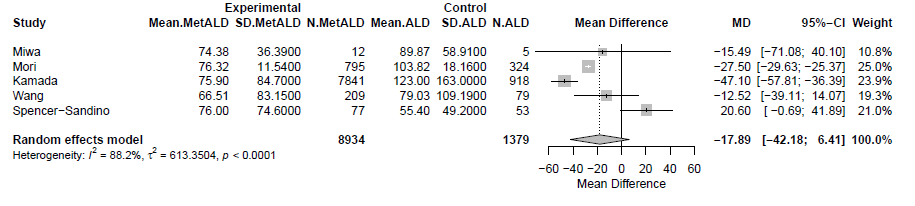 Experimental Control
Study Mean.MetALD SD.MetALD N.MetALD Mean.ALD SD.ALD N.ALD Mean Difference MD 95%−CI Weight
Miwa 74.38 36.3900 12 89.87 58.9100 5 −15.49 [−71.08; 40.10] 10.8%
Mori 76.32 11.5400 795 103.82 18.1600 324 −27.50 [−29.63; −25.37] 25.0%
Kamada 75.90 84.7000 7841 123.00 163.0000 918 −47.10 [−57.81; −36.39] 23.9%
Wang 66.51 83.1500 209 79.03 109.1900 79 −12.52 [−39.11; 14.07] 19.3%
Spencer−Sandino 76.00 74.6000 77 55.40 49.2000 53 20.60 [ −0.69; 41.89] 21.0%
Random effects model 8934 1379 −17.89 [−42.18; 6.41] 100.0%
Heterogeneity: I² = 88.2%, τ² = 613.3504, p < 0.0001
−60 −40 −20 0 20 40 60
Mean Difference